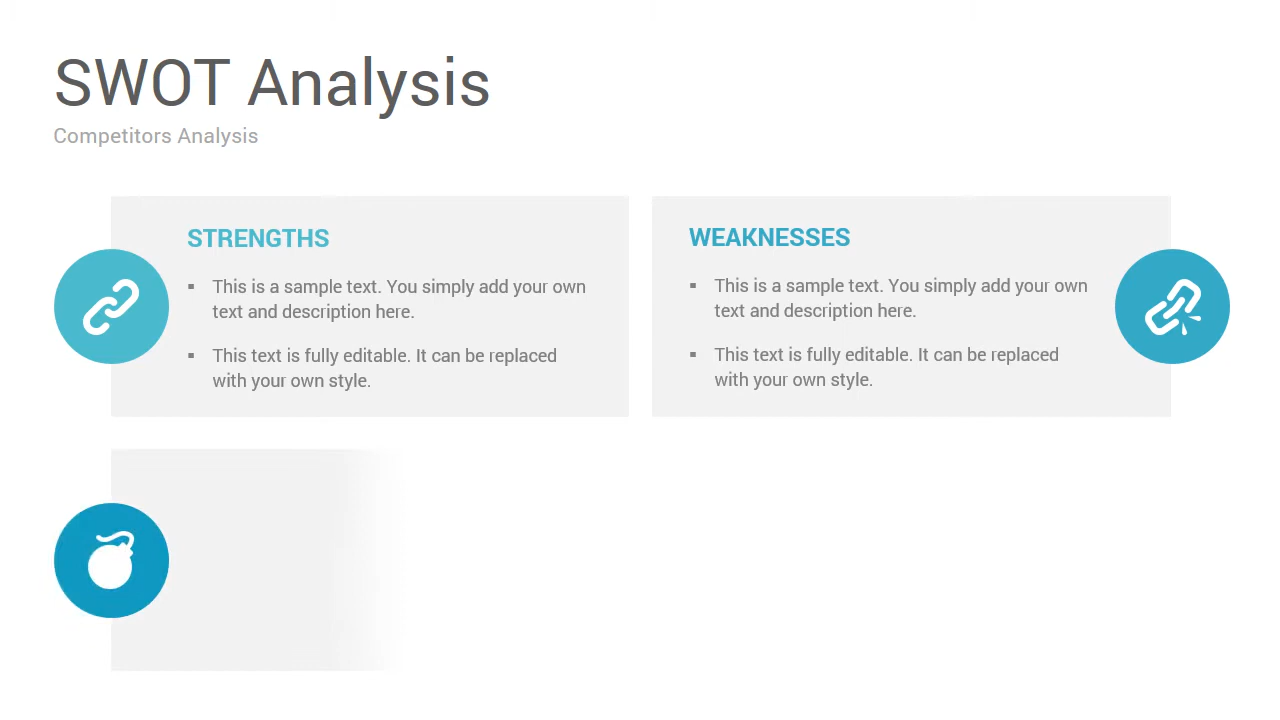 SWOT Analysis
Competitors Analysis
STRENGTHS
▪ This is a sample text. You simply add your own
text and description here.
▪ This text is fully editable. It can be replaced
with your own style.
WEAKNESSES
▪ This is a sample text. You simply add your own
text and description here.
▪ This text is fully editable. It can be replaced
with your own style.